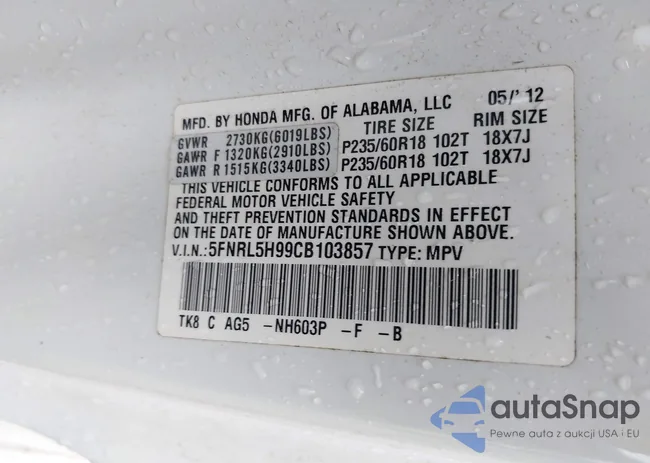 MFD. BY HONDA MFG. OF ALABAMA, LLC 05/'12
GVWR 2730KG(6019LBS) TIRE SIZE RIM SIZE
GAWR F 1320KG(2910LBS) P235/60R18 102T 18X7J
GAWR R 1515KG(3340LBS) P235/60R18 102T 18X7J
THIS VEHICLE CONFORMS TO ALL APPLICABLE
FEDERAL MOTOR VEHICLE SAFETY
AND THEFT PREVENTION STANDARDS IN EFFECT
ON THE DATE OF MANUFACTURE SHOWN ABOVE.
V.I.N.:5FNRL5H99CB103857 TYPE: MPV
TK8 C AG5 -NH603P -F -B
autaSnap
Pewne auta z aukcji USA i EU